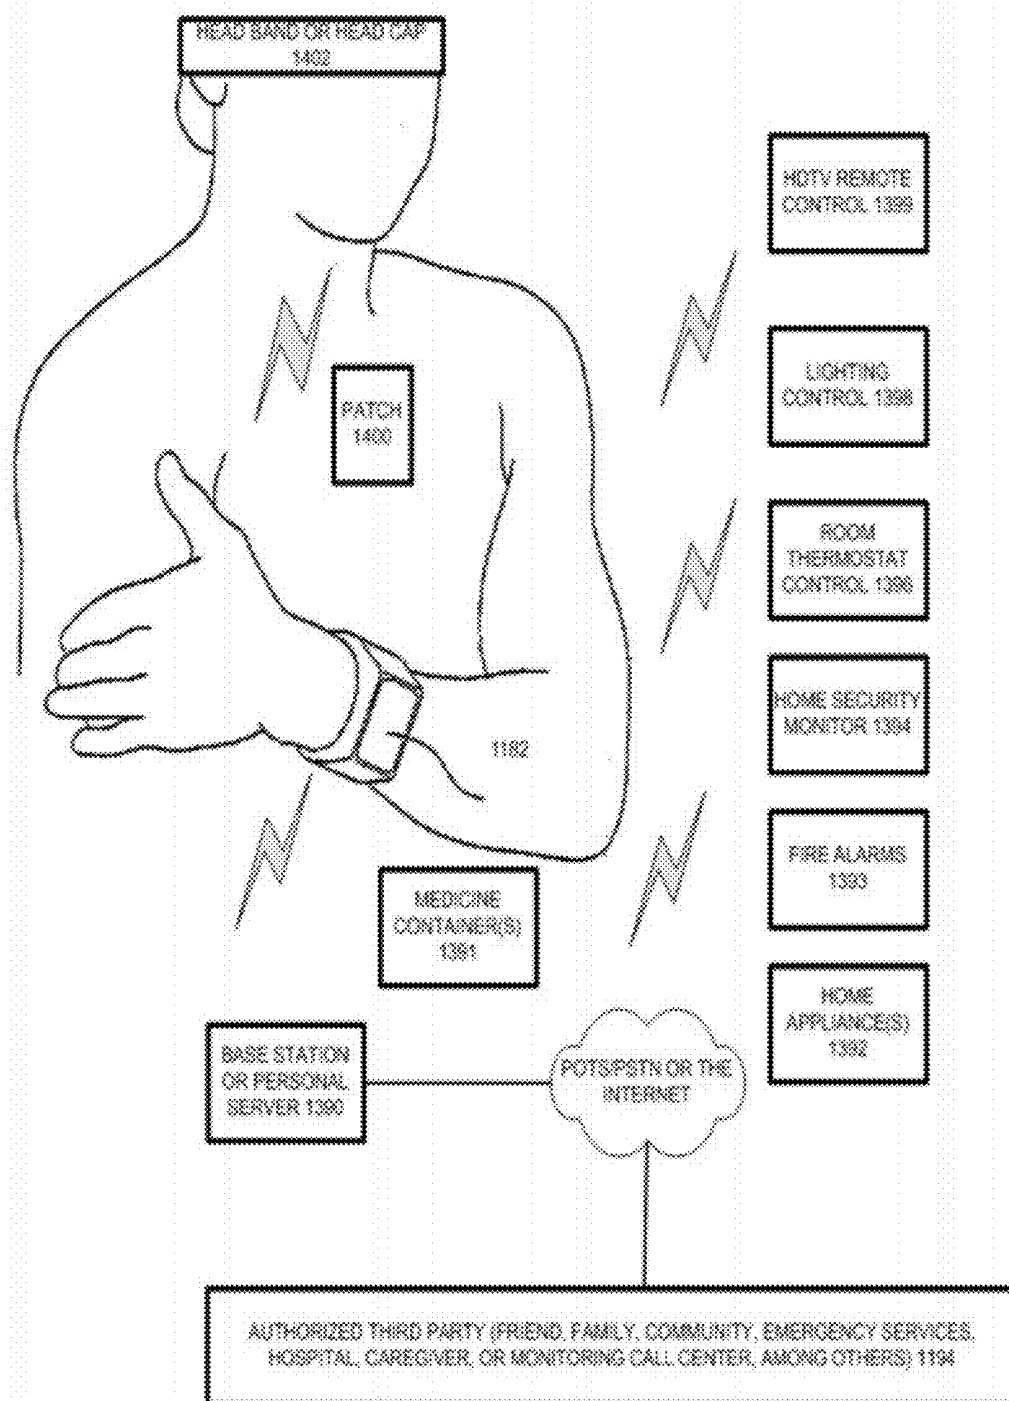 HEAD BAND OR HEAD CAP
1402
HDTV REMOTE
CONTROL 1399
LIGHTING
CONTROL 1398
PATCH
1400
ROOM
THERMOSTAT
CONTROL 1396
HOME SECURITY
MONITOR 1394
1182
FIRE ALARMS
1393
MEDICINE
CONTAINER(S)
1391
HOME
APPLIANCE(S)
1392
BASE STATION
OR PERSONAL
SERVER 1390
POTS/PSTN OR THE
INTERNET
AUTHORIZED THIRD PARTY (FRIEND, FAMILY, COMMUNITY, EMERGENCY SERVICES,
HOSPITAL, CAREGIVER, OR MONITORING CALL CENTER, AMONG OTHERS) 1194